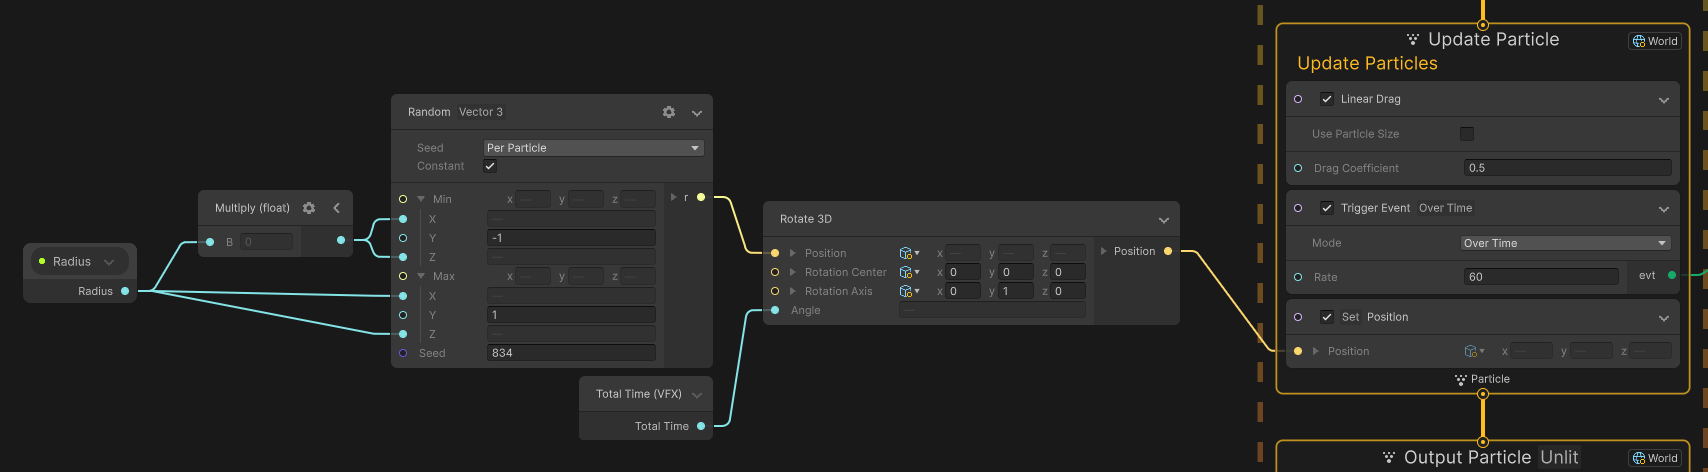 Radius
Radius
Multiply (float)
B 0
Random Vector 3
Seed Per Particle
Constant
Min x y z
X
Y -1
Z
Max x y z
X
Y 1
Z
Seed 834
r
Total Time (VFX)
Total Time
Rotate 3D
Position x y z
Rotation Center x 0 y 0 z 0
Rotation Axis x 0 y 1 z 0
Angle
Position
Update Particle World
Update Particles
Linear Drag
Use Particle Size
Drag Coefficient 0.5
Trigger Event Over Time
Mode Over Time
Rate 60 evt
Set Position
Position x y z
Particle
Output Particle Unlit World